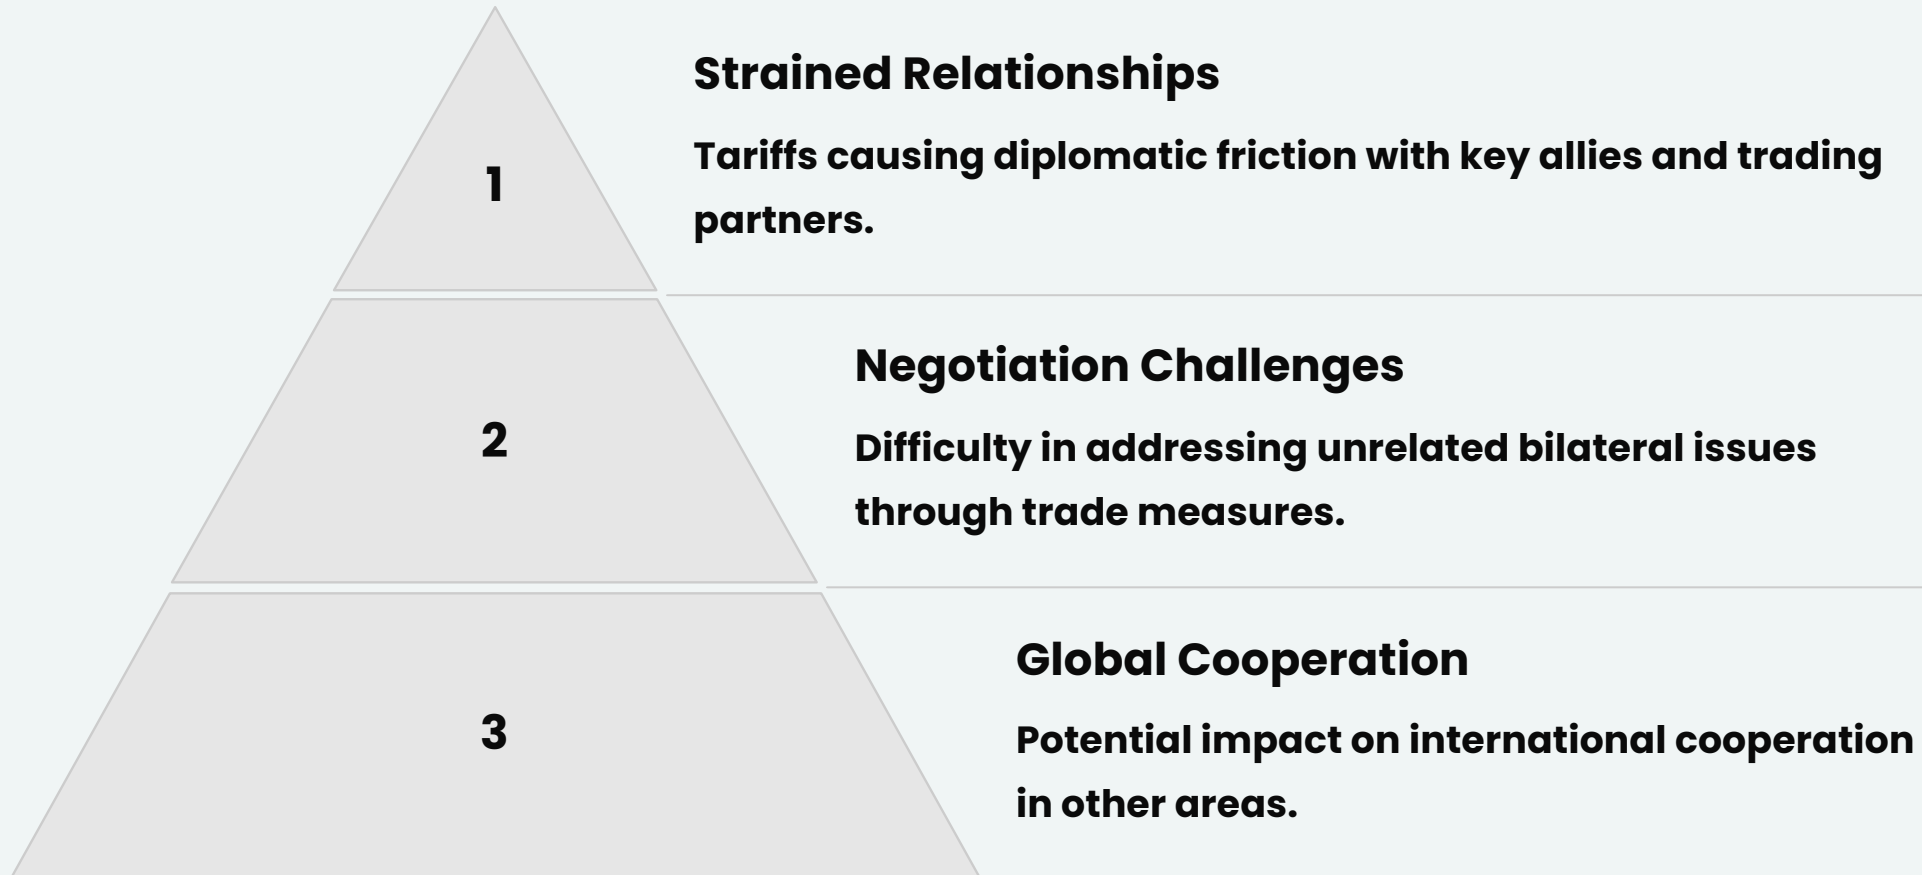 1
Strained Relationships
Tariffs causing diplomatic friction with key allies and trading
partners.
2
Negotiation Challenges
Difficulty in addressing unrelated bilateral issues
through trade measures.
3
Global Cooperation
Potential impact on international cooperation
in other areas.